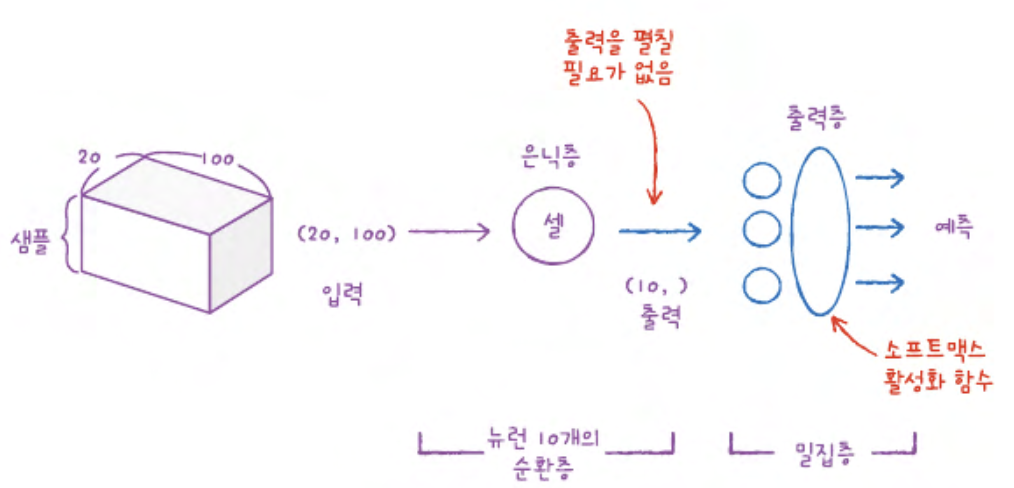 출력을 펼칠
필요가 없음
출력층
20
100
은닉층
샘플
(20, 100)
셀
예측
입력
(10, )
출력
소프트맥스
활성화 함수
뉴런 10개의
순환층
밀집층